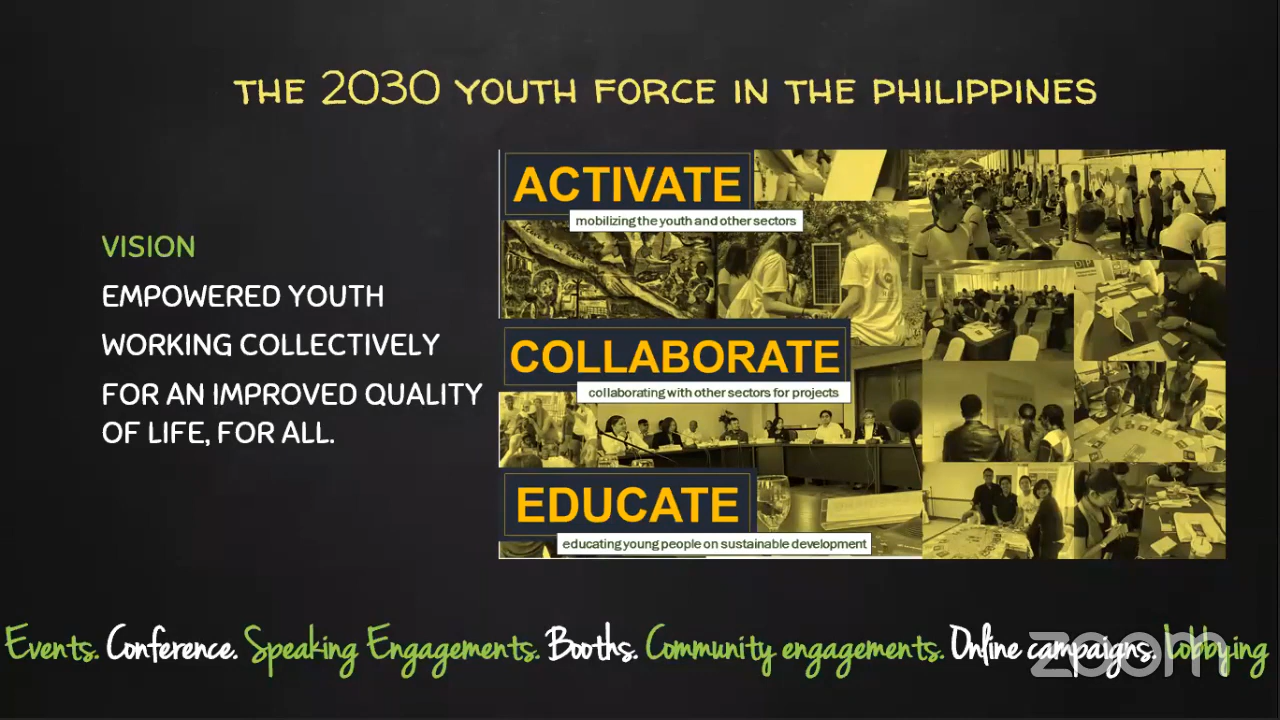 THE 2030 YOUTH FORCE IN THE PHILIPPINES
VISION
EMPOWERED YOUTH
WORKING COLLECTIVELY
FOR AN IMPROVED QUALITY
OF LIFE, FOR ALL.
ACTIVATE
mobilizing the youth and other sectors
COLLABORATE
collaborating with other sectors for projects
EDUCATE
educating young people on sustainable development
Events. Conference. Speaking Engagements. Booths. Community engagements. Online campaigns. Lobbying
zoom